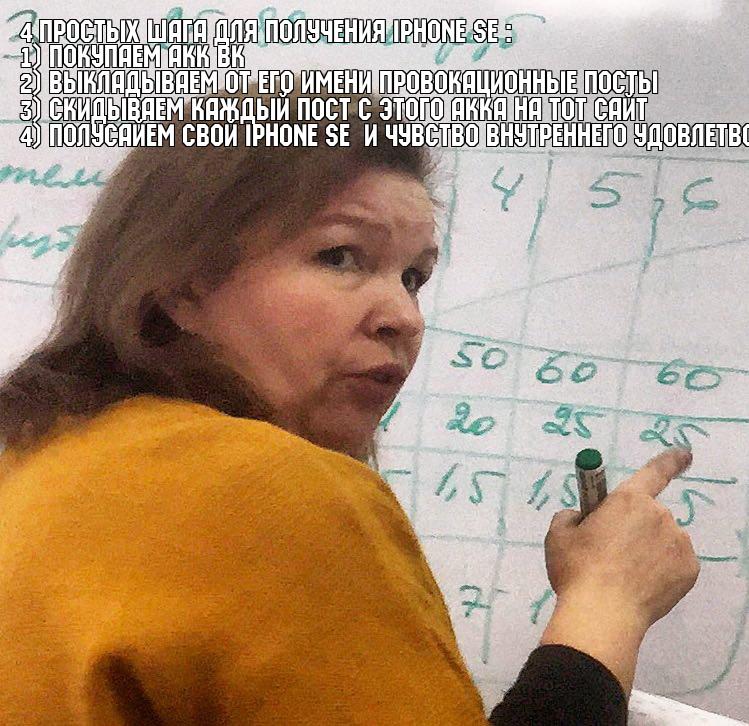 4 ПРОСТЫХ ШАГА ДЛЯ ПОЛУЧЕНИЯ IPHONE SE :
1) ПОКУПАЕМ АКК ВК
2) ВЫКЛАДЫВАЕМ ОТ ЕГО ИМЕНИ ПРОВОКАЦИОННЫЕ ПОСТЫ
3) СКИДЫВАЕМ КАЖДЫЙ ПОСТ С ЭТОГО АККА НА ТОТ САЙТ
4) ПОЛУСАЙЕМ СВОЙ IPHONE SE И ЧУВСТВО ВНУТРЕННЕГО УДОВЛЕТВО
4 5 6
50 60 60
20 25 25
1,5 1,5 5
7 1